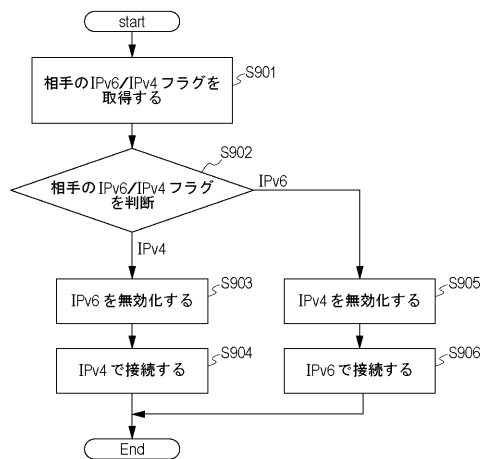 start
相手のIPv6/IPv4フラグを
取得する
S901
相手のIPv6/IPv4フラグ
を判断
S902
IPv6
IPv4
IPv6を無効化する
S903
IPv4を無効化する
S905
IPv4で接続する
S904
IPv6で接続する
S906
End